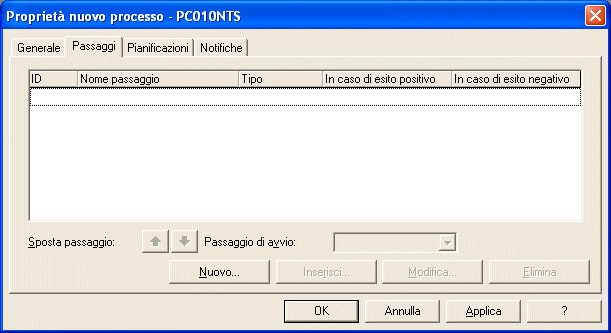 Proprietà nuovo processo - PC010NTS
Generale Passaggi Pianificazioni Notifiche
ID Nome passaggio Tipo In caso di esito positivo In caso di esito negativo
Sposta passaggio: Passaggio di avvio:
Nuovo... Inserisci... Modifica... Elimina
OK Annulla Applica ?